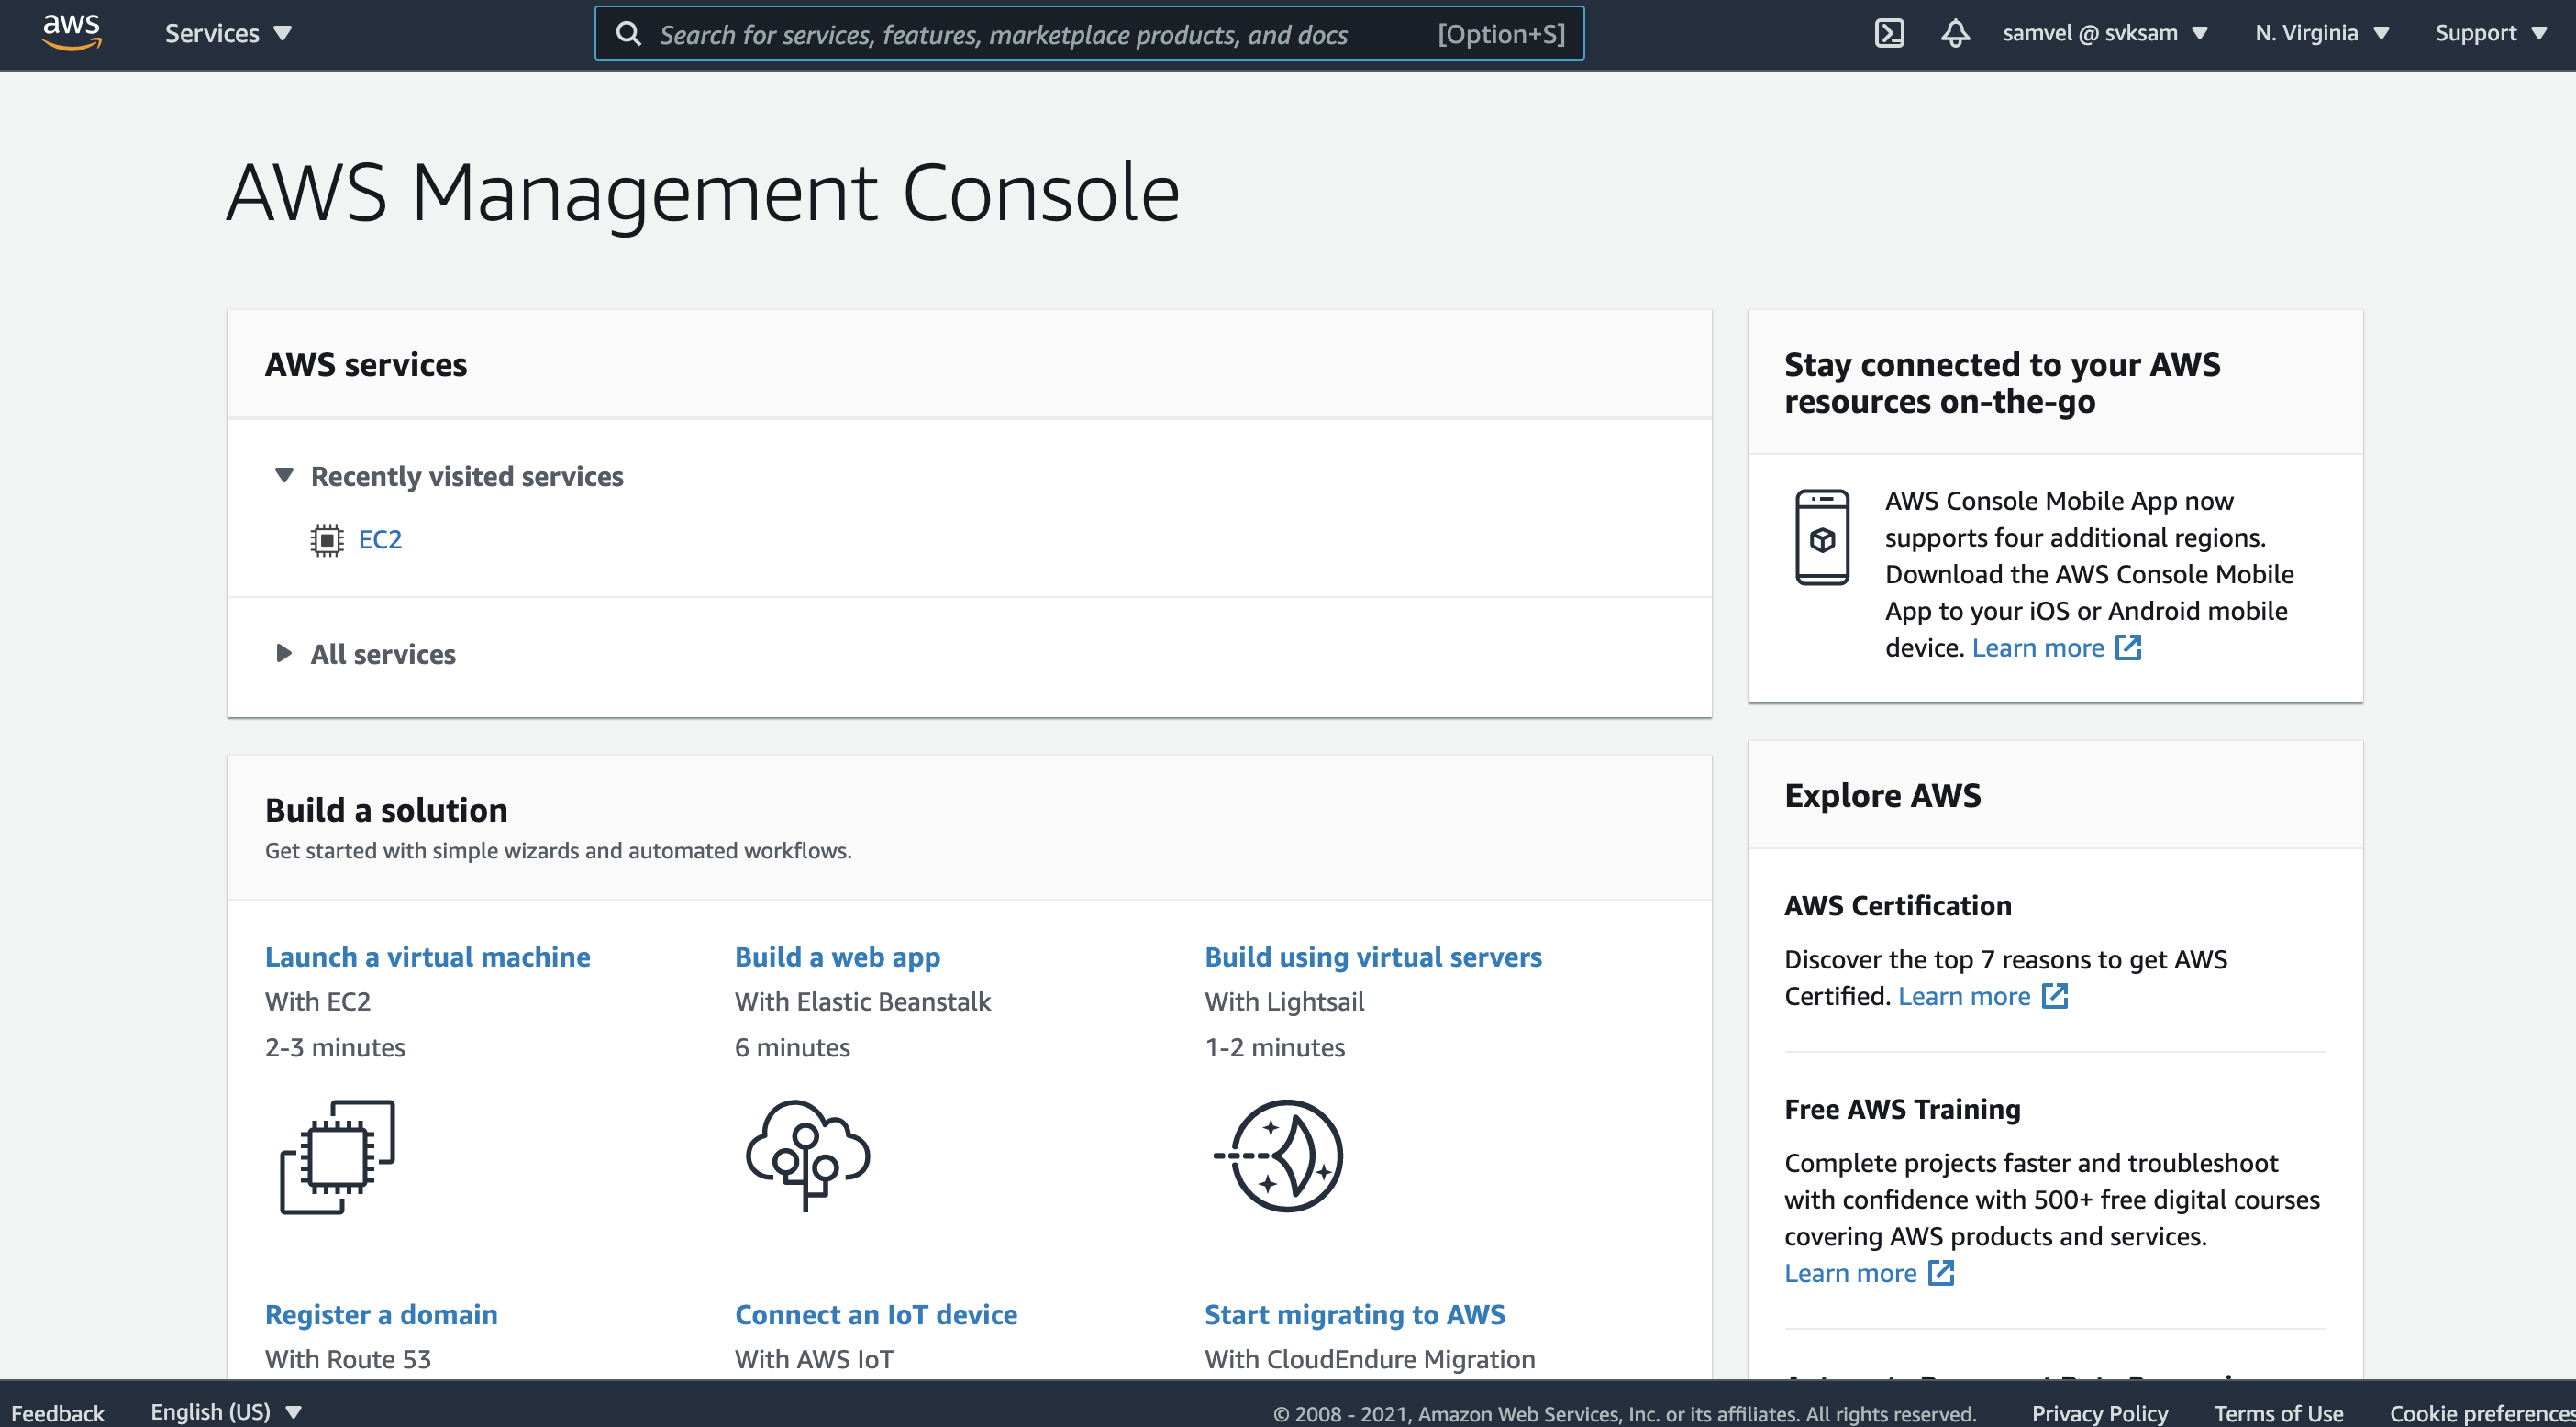 aws
Services
Search for services, features, marketplace products, and docs
[Option+S]
samvel @ svksam
N. Virginia
Support
AWS Management Console
AWS services
Recently visited services
EC2
All services
Build a solution
Get started with simple wizards and automated workflows.
Launch a virtual machine
With EC2
2-3 minutes
Build a web app
With Elastic Beanstalk
6 minutes
Build using virtual servers
With Lightsail
1-2 minutes
Register a domain
With Route 53
Connect an IoT device
With AWS IoT
Start migrating to AWS
With CloudEndure Migration
Stay connected to your AWS
resources on-the-go
AWS Console Mobile App now
supports four additional regions.
Download the AWS Console Mobile
App to your iOS or Android mobile
device. Learn more
Explore AWS
AWS Certification
Discover the top 7 reasons to get AWS
Certified. Learn more
Free AWS Training
Complete projects faster and troubleshoot
with confidence with 500+ free digital courses
covering AWS products and services.
Learn more
Feedback
English (US)
© 2008 - 2021, Amazon Web Services, Inc. or its affiliates. All rights reserved.
Privacy Policy
Terms of Use
Cookie preferences